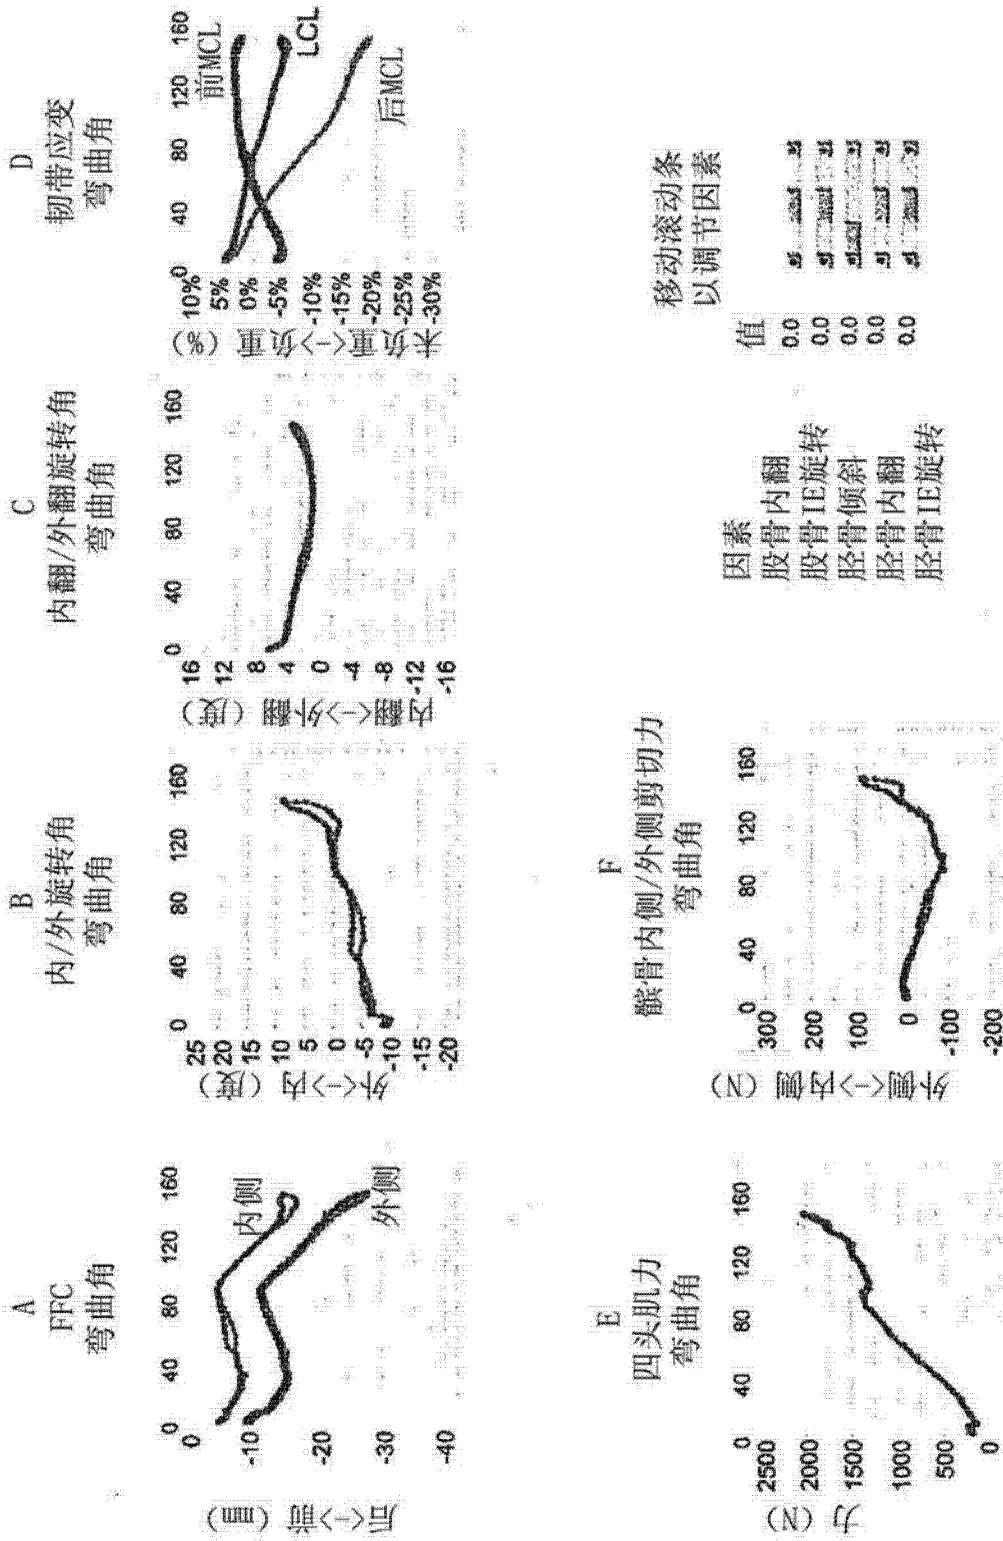 A
FFC
弯曲角
0 40 80 120 160
0
-10
-20
-30
-40
后<->前 (mm)
内侧
外侧
B
内/外旋转角
弯曲角
0 40 80 120 160
25
20
15
10
5
0
-5
-10
-15
-20
外<->内 (度)
C
内翻/外翻旋转角
弯曲角
0 40 80 120 160
16
12
8
4
0
-4
-8
-12
-16
内翻<->外翻 (度)
D
韧带应变
弯曲角
0 40 80 120 160
10%
5%
0%
-5%
-10%
-15%
-20%
-25%
-30%
未负重<->负重 (%)
前MCL
LCL
后MCL
E
四头肌力
弯曲角
0 40 80 120 160
2500
2000
1500
1000
500
0
力 (N)
F
髌骨内侧/外侧剪切力
弯曲角
0 40 80 120 160
300
200
100
0
-100
-200
外侧<->内侧 (N)
因素 值 移动滚动条
以调节因素
股骨内翻 0.0
股骨IE旋转 0.0
胫骨倾斜 0.0
胫骨内翻 0.0
胫骨IE旋转 0.0